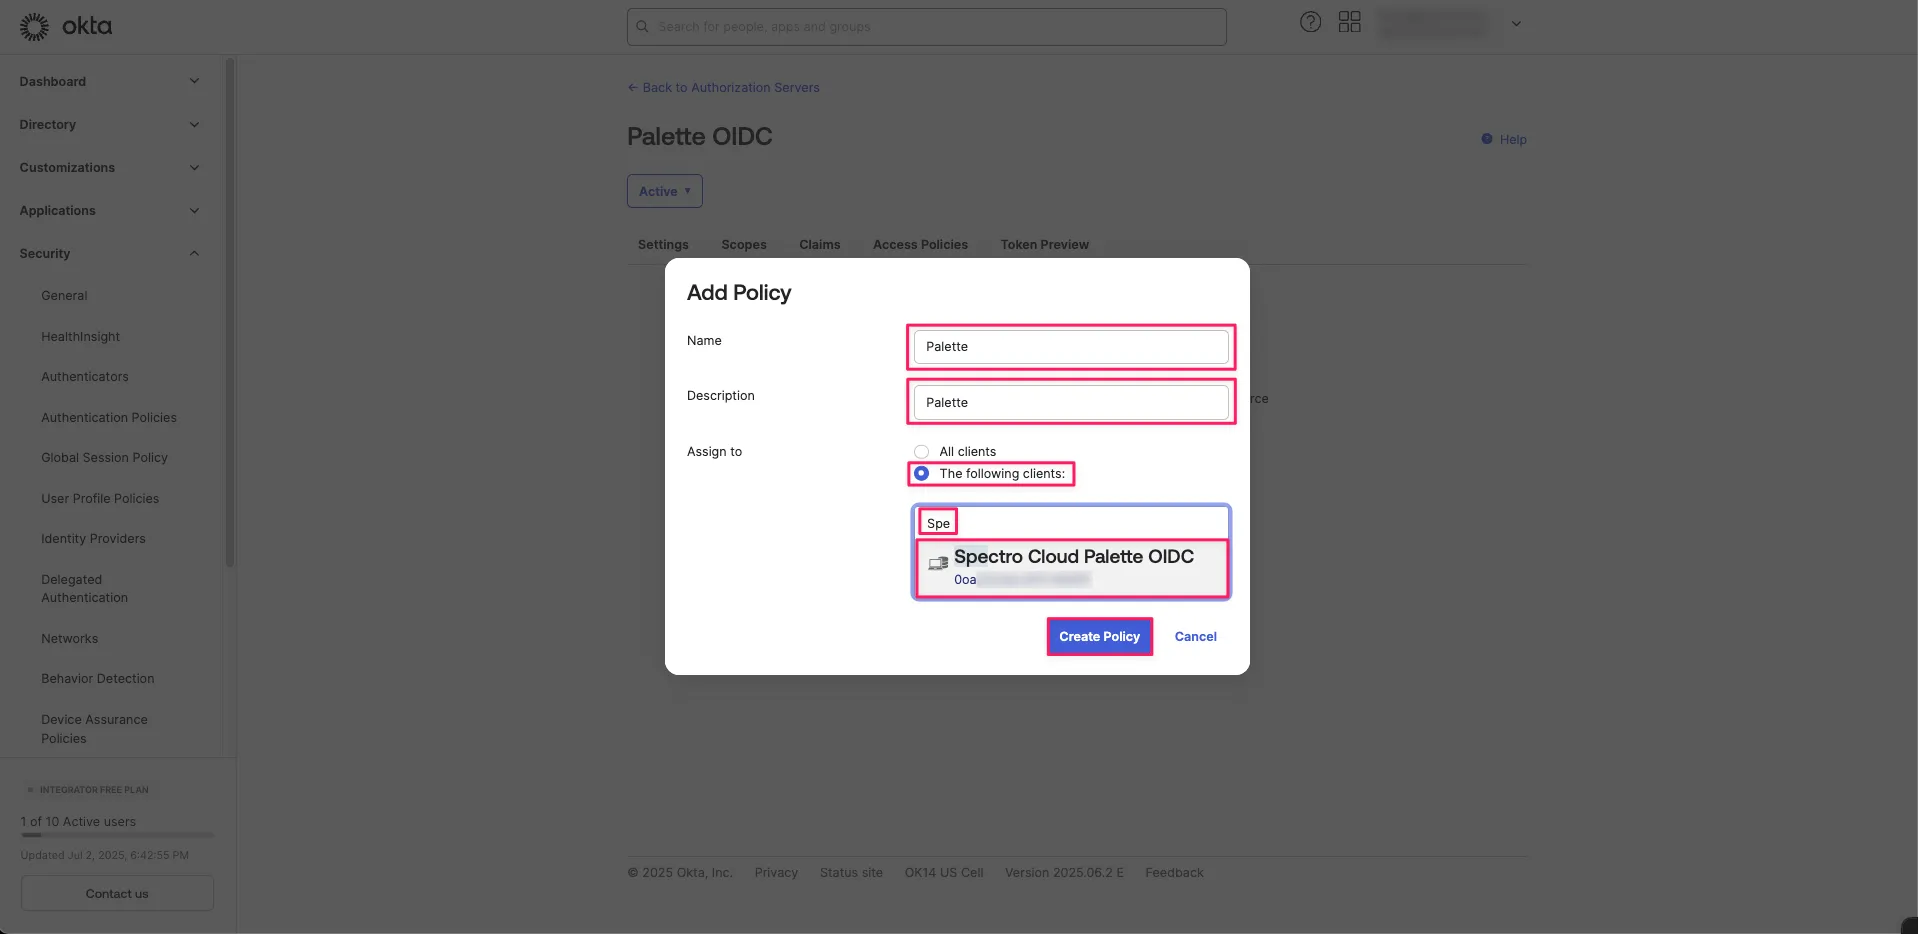 okta
Search for people, apps and groups
Dashboard
Directory
Customizations
Applications
Security
General
HealthInsight
Authenticators
Authentication Policies
Global Session Policy
User Profile Policies
Identity Providers
Delegated
Authentication
Networks
Behavior Detection
Device Assurance
Policies
INTEGRATOR FREE PLAN
1 of 10 Active users
Updated Jul 2, 2025, 6:42:55 PM
Contact us
← Back to Authorization Servers
Palette OIDC
Help
Active
Settings Scopes Claims Access Policies Token Preview
rce
Add Policy
Name Palette
Description Palette
Assign to All clients
The following clients:
Spe
Spectro Cloud Palette OIDC
0oa
Create Policy Cancel
© 2025 Okta, Inc. Privacy Status site OK14 US Cell Version 2025.06.2 E Feedback